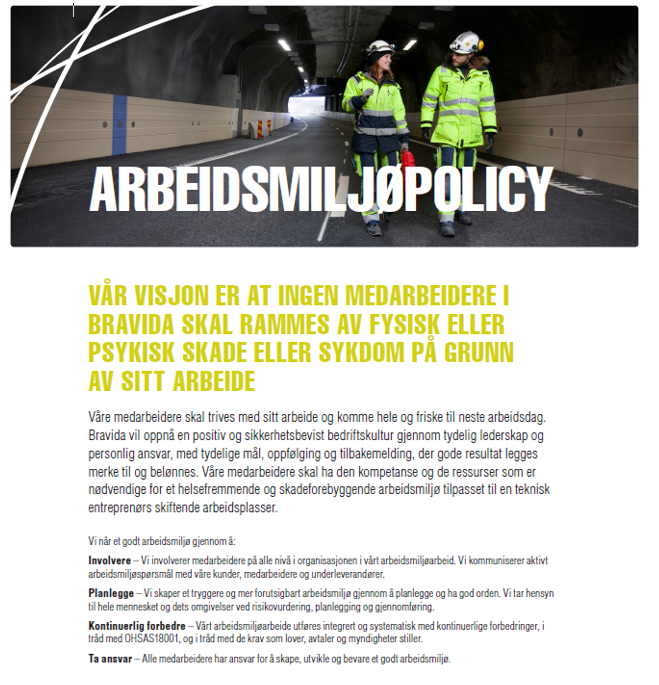 ARBEIDSMILJØPOLICY
VÅR VISJON ER AT INGEN MEDARBEIDERE I
BRAVIDA SKAL RAMMES AV FYSISK ELLER
PSYKISK SKADE ELLER SYKDOM PÅ GRUNN
AV SITT ARBEIDE
Våre medarbeidere skal trives med sitt arbeide og komme hele og friske til neste arbeidsdag.
Bravida vil oppnå en positiv og sikkerhetsbevist bedriftskultur gjennom tydelig lederskap og
personlig ansvar, med tydelige mål, oppfølging og tilbakemelding, der gode resultat legges
merke til og belønnes. Våre medarbeidere skal ha den kompetanse og de ressurser som er
nødvendige for et helsefremmende og skadeforebyggende arbeidsmiljø tilpasset til en teknisk
entreprenørs skiftende arbeidsplasser.
Vi når et godt arbeidsmiljø gjennom å:
Involvere – Vi involverer medarbeidere på alle nivå i organisasjonen i vårt arbeidsmiljøarbeid. Vi kommuniserer aktivt
arbeidsmiljøspørsmål med våre kunder, medarbeidere og underleverandører.
Planlegge – Vi skaper et tryggere og mer forutsigbart arbeidsmiljø gjennom å planlegge og ha god orden. Vi tar hensyn
til hele mennesket og dets omgivelser ved risikovurdering, planlegging og gjennomføring.
Kontinuerlig forbedre – Vårt arbeidsmiljøarbeide utføres integrert og systematisk med kontinuerlige forbedringer, i
tråd med OHSAS18001, og i tråd med de krav som lover, avtaler og myndigheter stiller.
Ta ansvar – Alle medarbeidere har ansvar for å skape, utvikle og bevare et godt arbeidsmiljø.